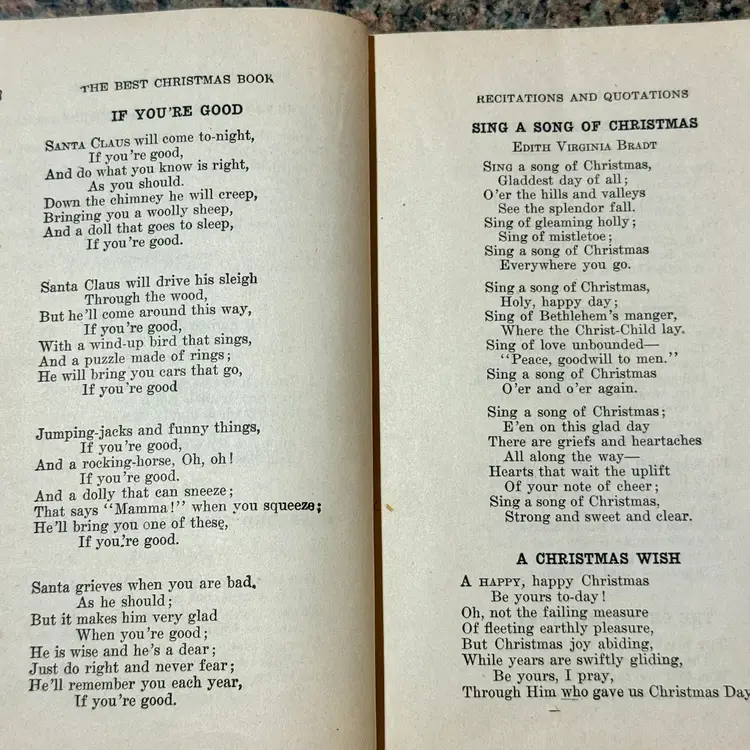 THE BEST CHRISTMAS BOOK
IF YOU'RE GOOD
SANTA CLAUS will come to-night,
If you're good,
And do what you know is right,
As you should.
Down the chimney he will creep,
Bringing you a woolly sheep,
And a doll that goes to sleep,
If you're good.
Santa Claus will drive his sleigh
Through the wood,
But he'll come around this way,
If you're good,
With a wind-up bird that sings,
And a puzzle made of rings;
He will bring you cars that go,
If you're good
Jumping-jacks and funny things,
If you're good,
And a rocking-horse, Oh, oh!
If you're good.
And a dolly that can sneeze;
That says "Mamma!" when you squeeze;
He'll bring you one of these,
If you're good.
Santa grieves when you are bad,
As he should;
But it makes him very glad
When you're good;
He is wise and he's a dear;
Just do right and never fear;
He'll remember you each year,
If you're good.
RECITATIONS AND QUOTATIONS
SING A SONG OF CHRISTMAS
EDITH VIRGINIA BRADT
SING a song of Christmas,
Gladdest day of all;
O'er the hills and valleys
See the splendor fall.
Sing of gleaming holly;
Sing of mistletoe;
Sing a song of Christmas
Everywhere you go.
Sing a song of Christmas,
Holy, happy day;
Sing of Bethlehem's manger,
Where the Christ-Child lay.
Sing of love unbounded—
"Peace, goodwill to men."
Sing a song of Christmas
O'er and o'er again.
Sing a song of Christmas;
E'en on this glad day
There are griefs and heartaches
All along the way—
Hearts that wait the uplift
Of your note of cheer;
Sing a song of Christmas,
Strong and sweet and clear.
A CHRISTMAS WISH
A HAPPY, happy Christmas
Be yours to-day!
Oh, not the failing measure
Of fleeting earthly pleasure,
But Christmas joy abiding,
While years are swiftly gliding,
Be yours, I pray,
Through Him who gave us Christmas Day